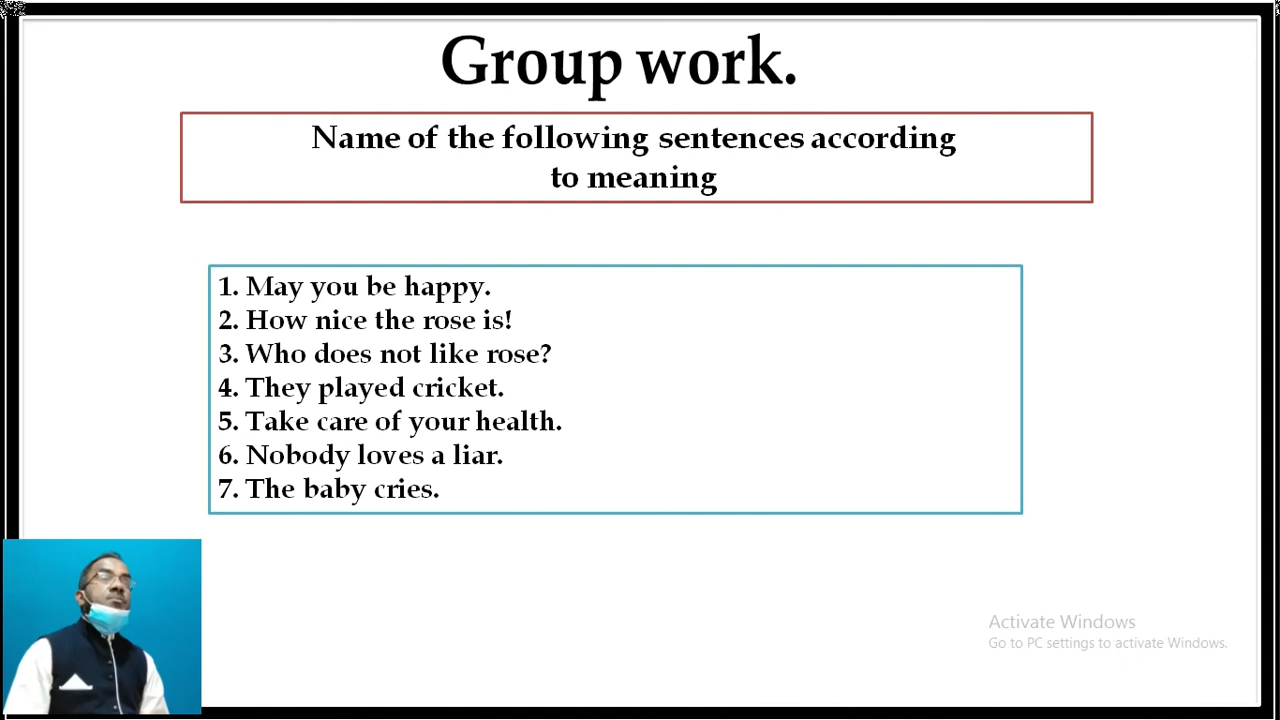 Group work.
Name of the following sentences according
to meaning
1. May you be happy.
2. How nice the rose is!
3. Who does not like rose?
4. They played cricket.
5. Take care of your health.
6. Nobody loves a liar.
7. The baby cries.
Activate Windows
Go to PC settings to activate Windows.